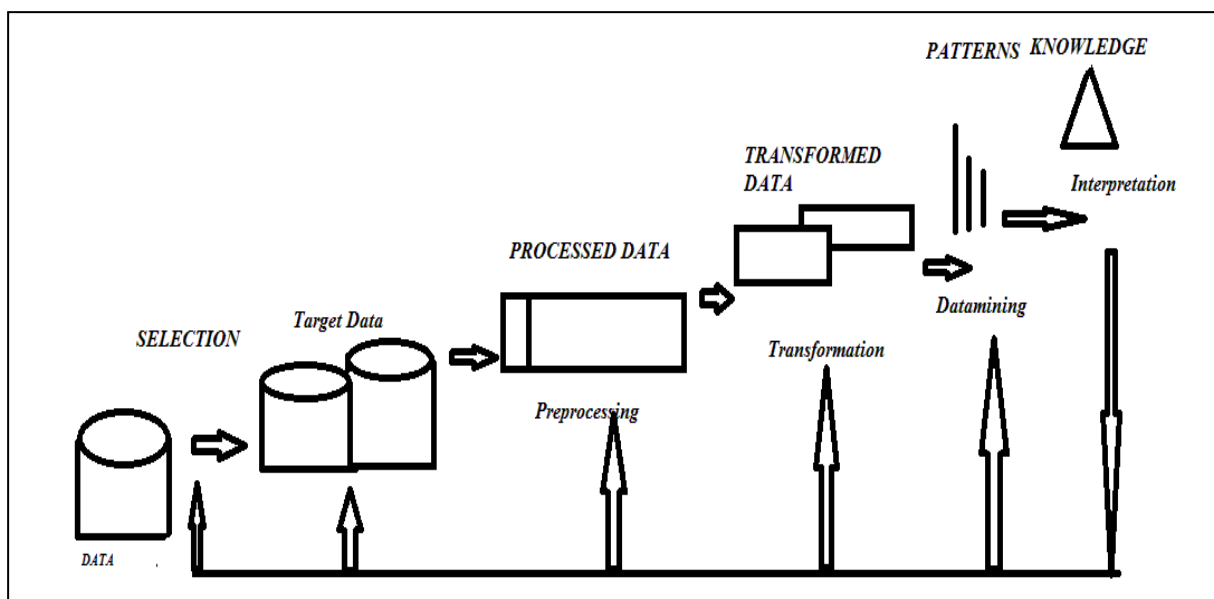 PATTERNS KNOWLEDGE
TRANSFORMED
DATA
Interpretation
PROCESSED DATA
Datamining
Target Data
SELECTION
Transformation
Preprocessing
DATA